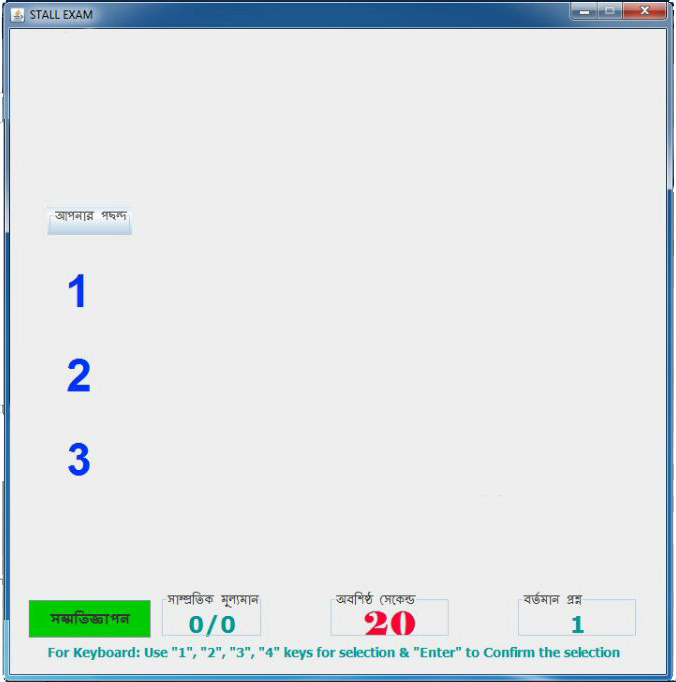 STALL EXAM
আপনার পছন্দ
1
2
3
সম্মতিজ্ঞাপন
সাম্প্রতিক মূল্যমান
0/0
অবশিষ্ঠ সেকেন্ড
20
বর্তমান প্রশ্ন
1
For Keyboard: Use "1", "2", "3", "4" keys for selection & "Enter" to Confirm the selection